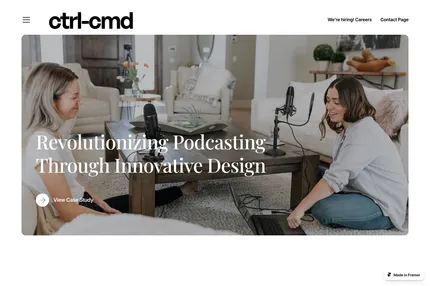 ctrl-cmd
We're hiring! Careers
Contact Page
Revolutionizing Podcasting
Through Innovative Design
View Case Study
Made in Framer